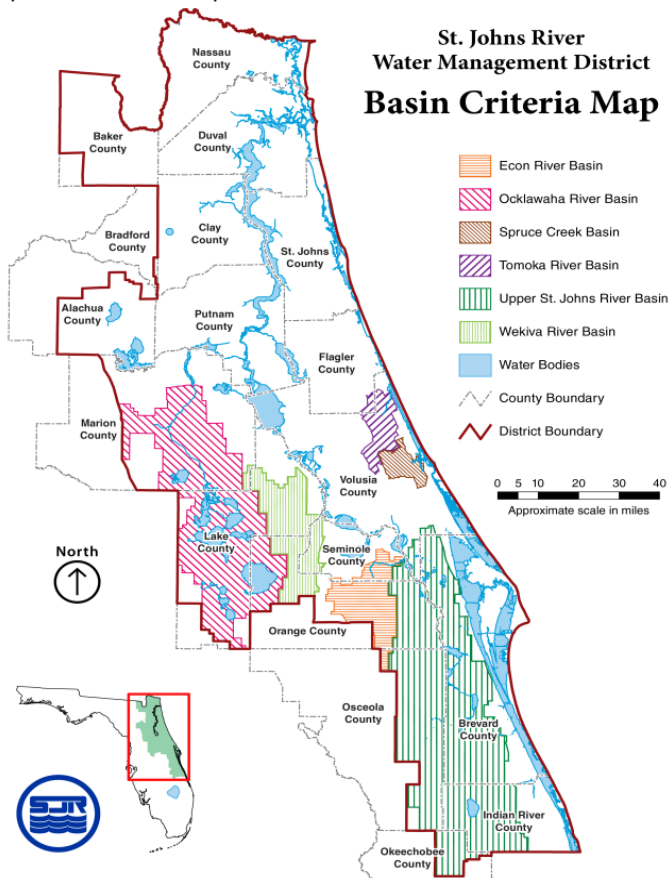 St. Johns River
Water Management District
Basin Criteria Map
Nassau
County
Baker
County
Duval
County
Bradford
County
Clay
County
St. Johns
County
Alachua
County
Putnam
County
Flagler
County
Marion
County
Volusia
County
Lake
County
Seminole
County
Orange County
Osceola
County
Brevard
County
Indian River
County
Okeechobee
County
Econ River Basin
Ocklawaha River Basin
Spruce Creek Basin
Tomoka River Basin
Upper St. Johns River Basin
Wekiva River Basin
Water Bodies
County Boundary
District Boundary
0 5 10 20 30 40
Approximate scale in miles
North
SJR